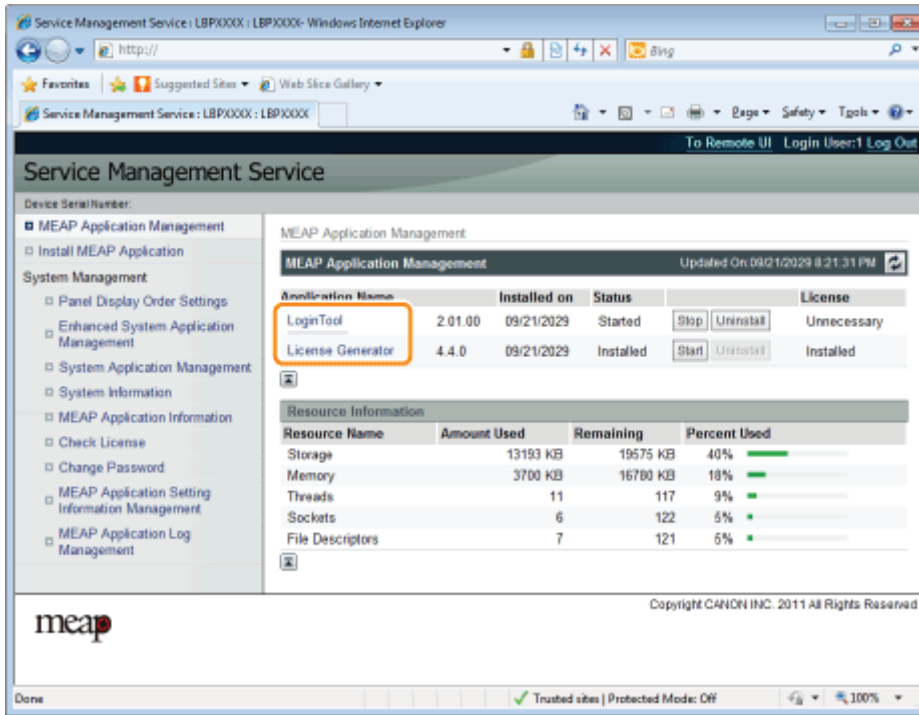 Service Management Service : LBPXXXX : LBPXXXX- Windows Internet Explorer
http://
Bing
Favorites Suggested Sites Web Slice Gallery
Service Management Service : LBPXXXX : LBPXXXX
Page Safety Tools
To Remote UI Login User:1 Log Out
Service Management Service
Device Serial Number:
MEAP Application Management
Install MEAP Application
System Management
Panel Display Order Settings
Enhanced System Application
Management
System Application Management
System Information
MEAP Application Information
Check License
Change Password
MEAP Application Setting
Information Management
MEAP Application Log
Management
MEAP Application Management
MEAP Application Management Updated On:09/21/2029 8:21:31 PM
Application Name Installed on Status License
LoginTool 2.01.00 09/21/2029 Started Stop Uninstall Unnecessary
License Generator 4.4.0 09/21/2029 Installed Start Uninstall Installed
Resource Information
Resource Name Amount Used Remaining Percent Used
Storage 13193 KB 19575 KB 40%
Memory 3700 KB 16780 KB 18%
Threads 11 117 9%
Sockets 6 122 5%
File Descriptors 7 121 6%
Copyright CANON INC. 2011 All Rights Reserved
meap
Done Trusted sites | Protected Mode: Off 100%